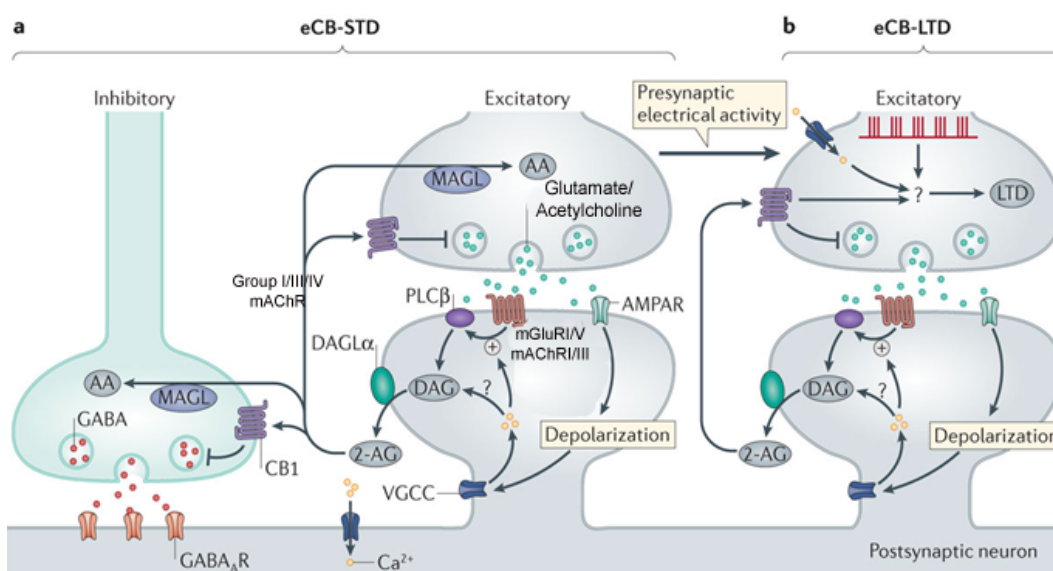 a
eCB-STD
b
eCB-LTD
Inhibitory
Excitatory
Presynaptic
electrical activity
Excitatory
MAGL
AA
Glutamate/
Acetylcholine
?
LTD
Group I/III/IV
mAChR
PLCβ
AMPAR
mGluRI/V
mAChRI/III
DAGLα
+
+
DAG
?
DAG
?
AA
MAGL
GABA
CB1
2-AG
Depolarization
2-AG
Depolarization
VGCC
GABAAR
Ca2+
Postsynaptic neuron